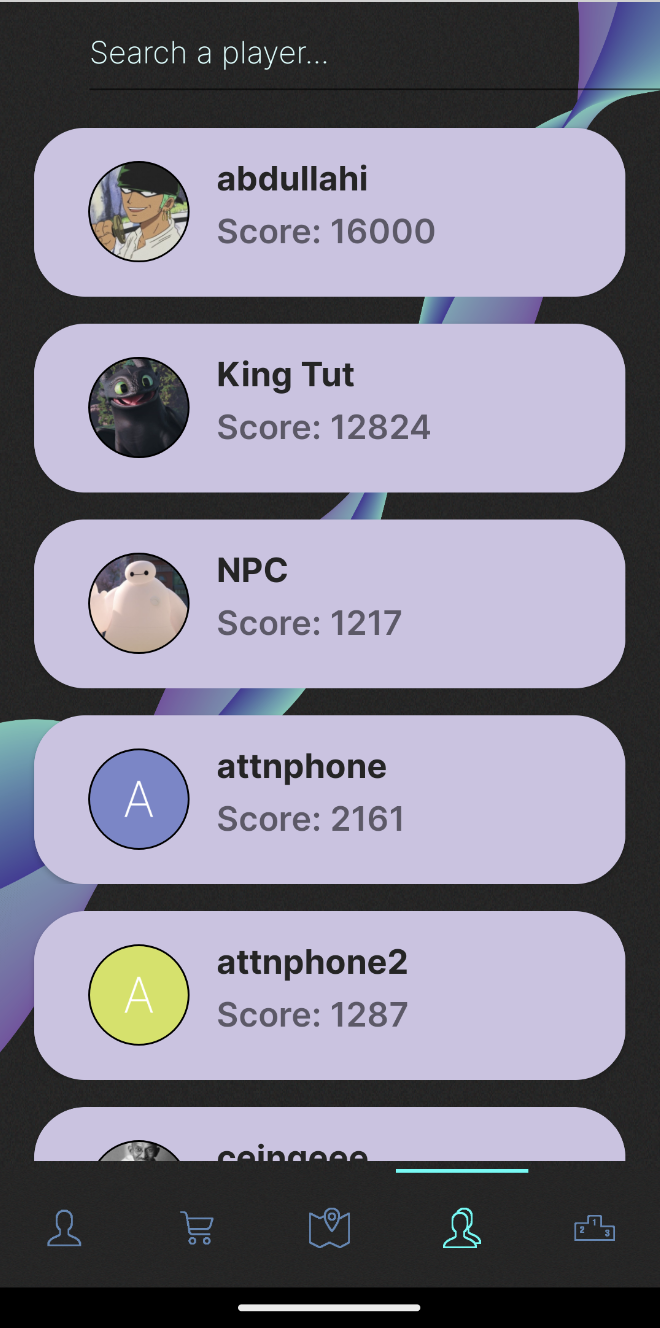 Search a player...
abdullahi
Score: 16000
King Tut
Score: 12824
NPC
Score: 1217
attnphone
Score: 2161
A
attnphone2
Score: 1287
A
1
2
3